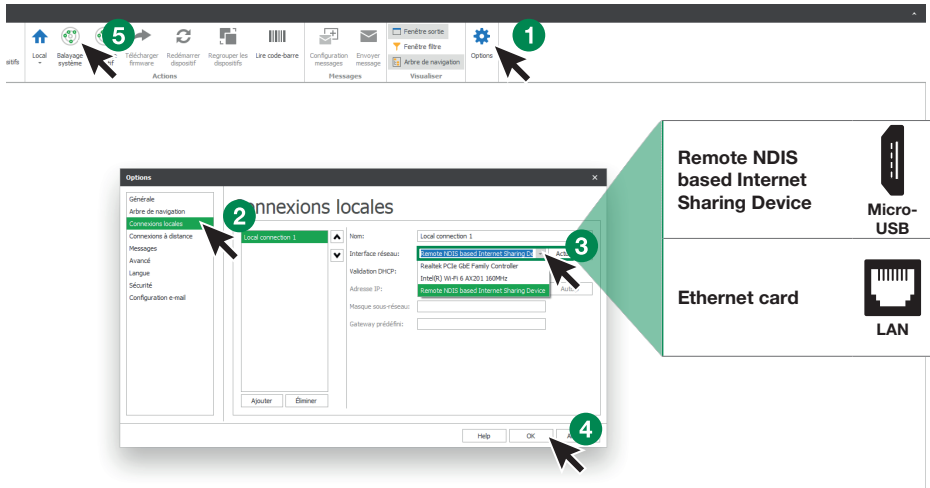 5
1
sitifs
Local
Balayage
système
Télécharger
firmware
Redémarrer
dispositif
Regrouper les
dispositifs
Lire code-barre
Configuration
messages
Envoyer
message
Fenêtre sortie
Fenêtre filtre
Arbre de navigation
Options
Actions
Messages
Visualiser
Options
×
Générale
Arbre de navigation
Connexions locales
Connexions à distance
Messages
Avancé
Langue
Sécurité
Configuration e-mail
2
onnexions locales
Local connection 1
Nom:
Local connection 1
Interface réseau:
Remote NDIS based Internet Sharing De
3
Validation DHCP:
Realtek PCIe GbE Family Controller
Intel(R) Wi-Fi 6 AX201 160MHz
Remote NDIS based Internet Sharing Device
Adresse IP:
Masque sous-réseau:
Gateway prédéfini:
Ajouter
Éliminer
Help
OK
4
Remote NDIS
based Internet
Sharing Device
Micro-
USB
Ethernet card
LAN